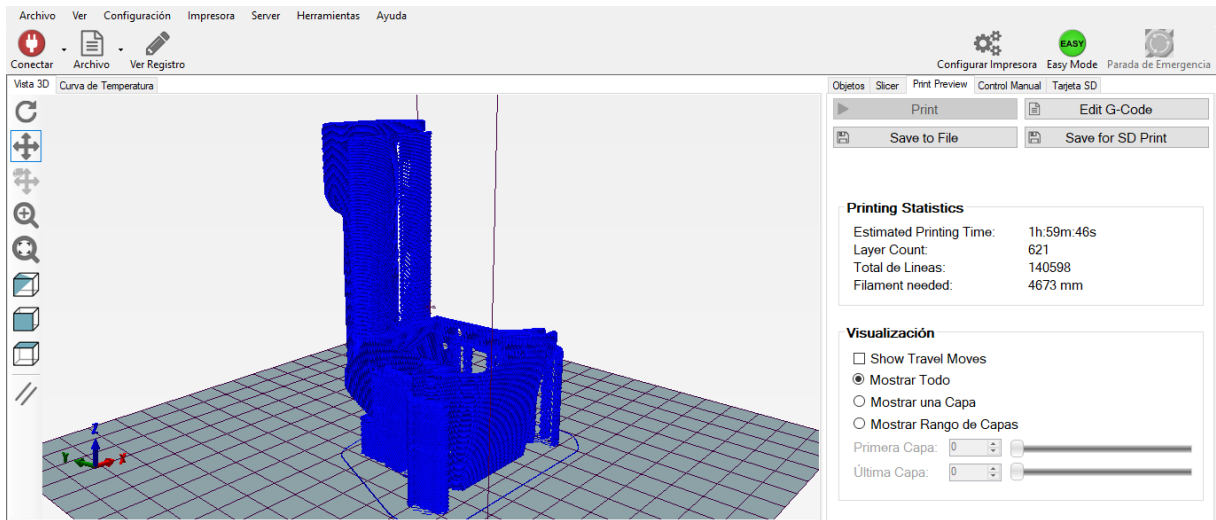 Archivo Ver Configuración Impresora Server Herramientas Ayuda
Conectar Archivo Ver Registro Configurar Impresora EASY Easy Mode Parada de Emergencia
Vista 3D Curva de Temperatura Objetos Slicer Print Preview Control Manual Tarjeta SD
Print Edit G-Code
Save to File Save for SD Print
Printing Statistics
Estimated Printing Time: 1h:59m:46s
Layer Count: 621
Total de Lineas: 140598
Filament needed: 4673 mm
Visualización
Show Travel Moves
Mostrar Todo
Mostrar una Capa
Mostrar Rango de Capas
Primera Capa: 0
Última Capa: 0
Z
Y X